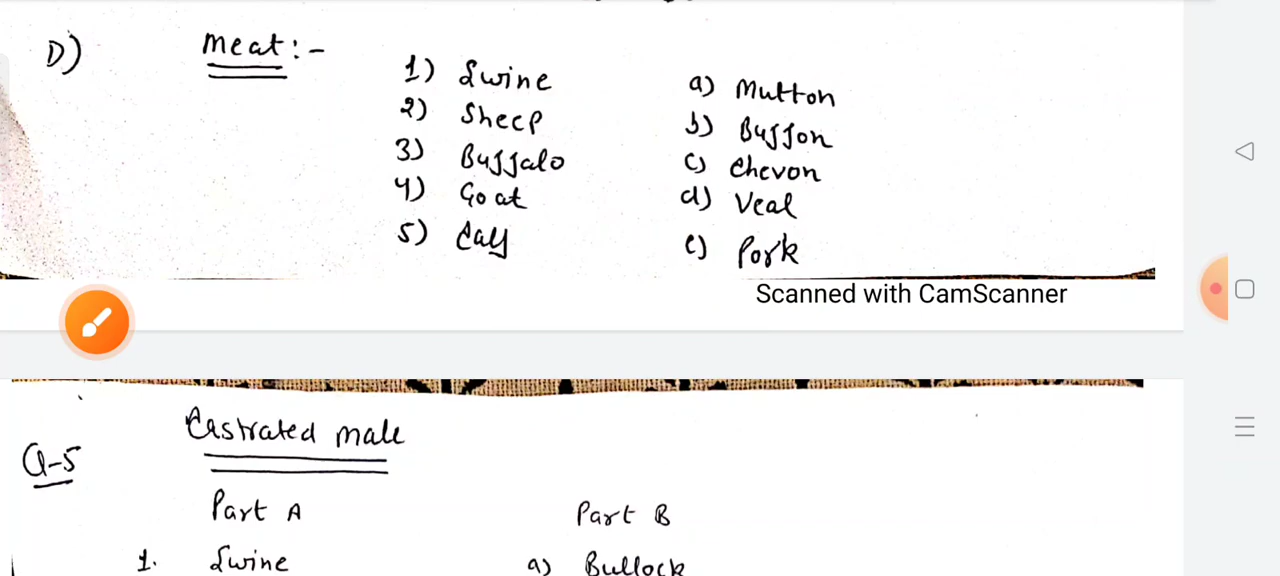 D) Meat:-
1) Swine a) Mutton
2) Sheep b) Buffon
3) Buffalo c) Chevon
4) Goat d) Veal
5) Calf e) Pork
Scanned with CamScanner
Q-5 Castrated male
Part A Part B
1. Swine a) Bullock